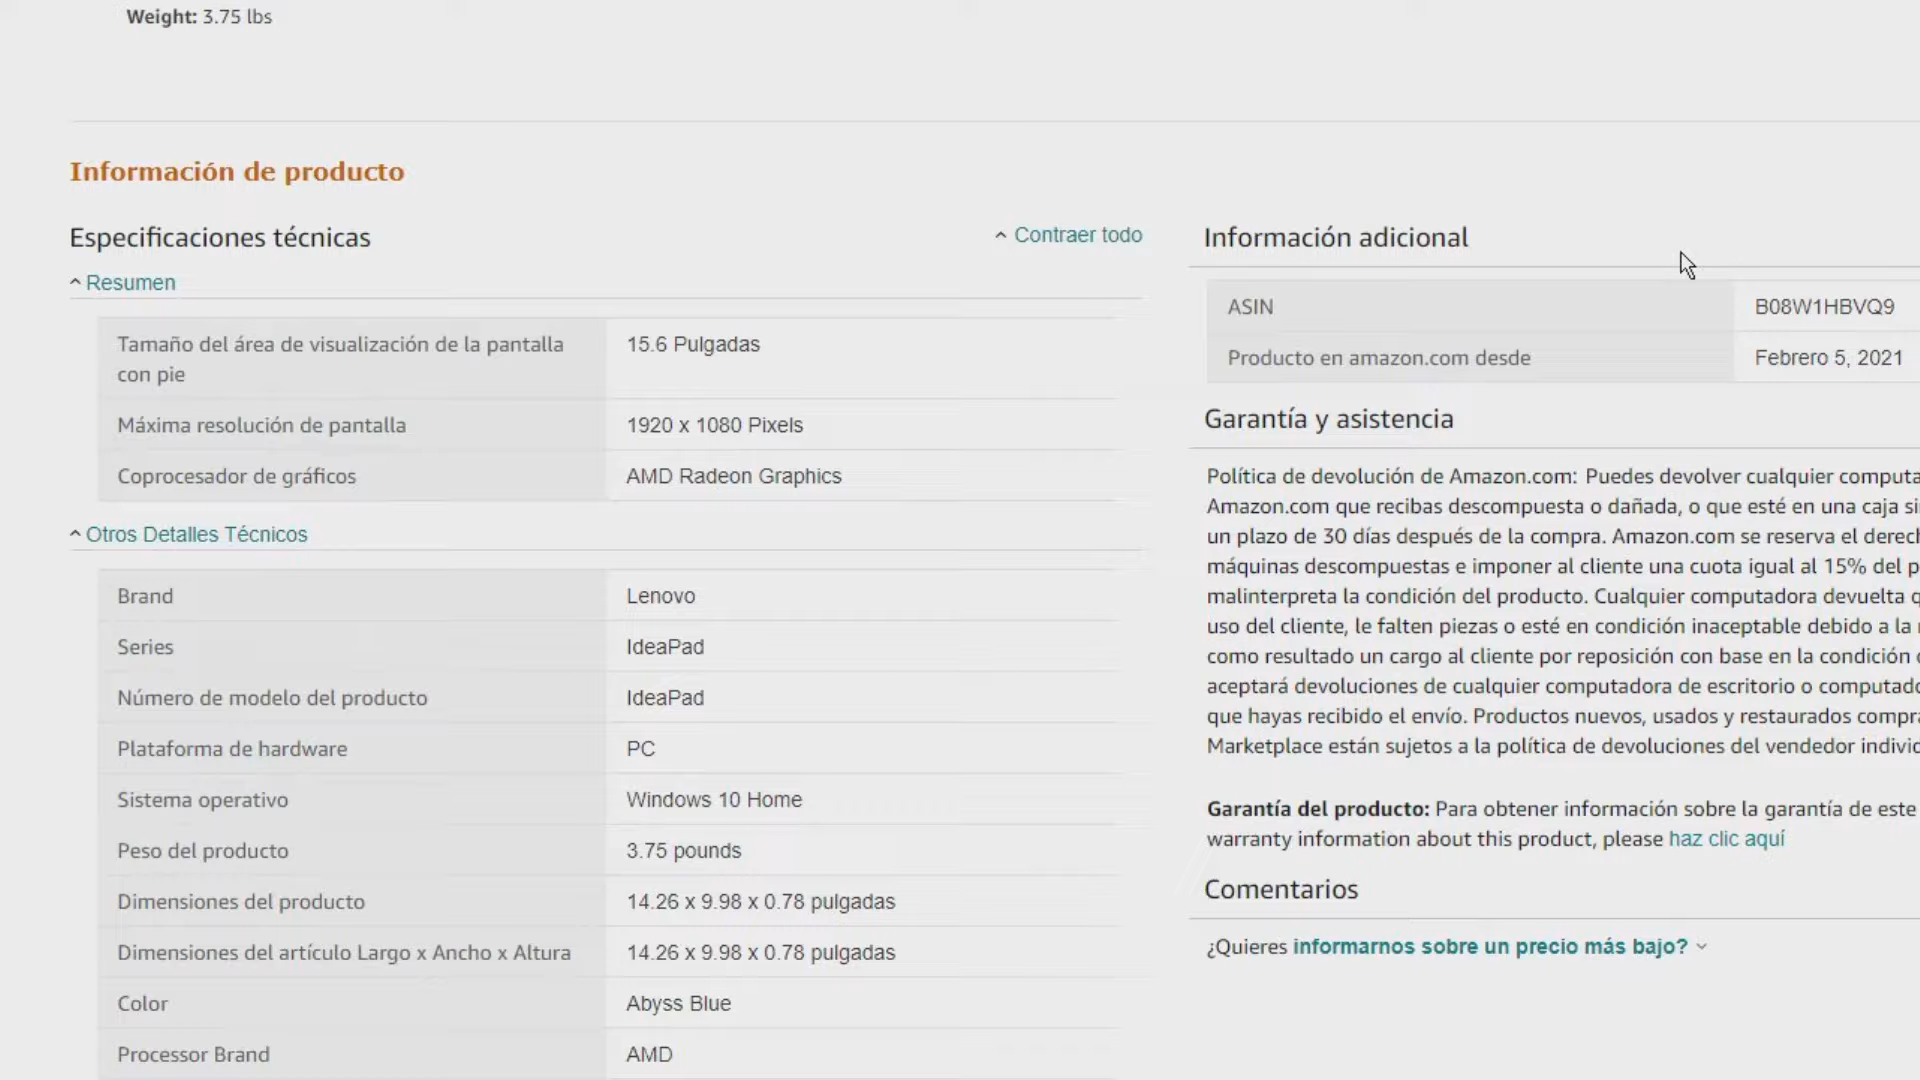 Weight: 3.75 lbs
Información de producto
Especificaciones técnicas
Contraer todo
Resumen
Tamaño del área de visualización de la pantalla
con pie
15.6 Pulgadas
Máxima resolución de pantalla
1920 x 1080 Pixels
Coprocesador de gráficos
AMD Radeon Graphics
Otros Detalles Técnicos
Brand
Lenovo
Series
IdeaPad
Número de modelo del producto
IdeaPad
Plataforma de hardware
PC
Sistema operativo
Windows 10 Home
Peso del producto
3.75 pounds
Dimensiones del producto
14.26 x 9.98 x 0.78 pulgadas
Dimensiones del artículo Largo x Ancho x Altura
14.26 x 9.98 x 0.78 pulgadas
Color
Abyss Blue
Processor Brand
AMD
Información adicional
ASIN
B08W1HBVQ9
Producto en amazon.com desde
Febrero 5, 2021
Garantía y asistencia
Política de devolución de Amazon.com: Puedes devolver cualquier computa
Amazon.com que recibas descompuesta o dañada, o que esté en una caja si
un plazo de 30 días después de la compra. Amazon.com se reserva el derech
máquinas descompuestas e imponer al cliente una cuota igual al 15% del p
malinterpreta la condición del producto. Cualquier computadora devuelta q
uso del cliente, le falten piezas o esté en condición inaceptable debido a la
como resultado un cargo al cliente por reposición con base en la condición
aceptará devoluciones de cualquier computadora de escritorio o computado
que hayas recibido el envío. Productos nuevos, usados y restaurados compra
Marketplace están sujetos a la política de devoluciones del vendedor individ
Garantía del producto: Para obtener información sobre la garantía de este
warranty information about this product, please haz clic aquí
Comentarios
¿Quieres informarnos sobre un precio más bajo?